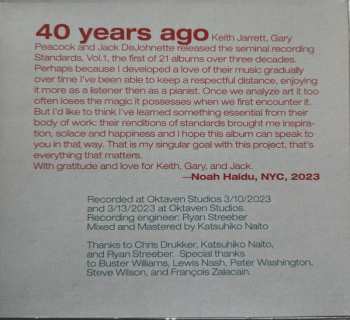 40 years ago Keith Jarrett, Gary
Peacock and Jack DeJohnette released the seminal recording
Standards, Vol.1, the first of 21 albums over three decades.
Perhaps because I developed a love of their music gradually
over time I've been able to keep a respectful distance, enjoying
it more as a listener then as a pianist. Once we analyze art it too
often loses the magic it possesses when we first encounter it.
But I'd like to think I've learned something essential from their
body of work: their renditions of standards brought me inspira-
tion, solace and happiness and I hope this album can speak to
you in that way. That is my singular goal with this project, that's
everything that matters.
With gratitude and love for Keith, Gary, and Jack.
—Noah Haidu, NYC, 2023
Recorded at Oktaven Studios 3/10/2023
and 3/13/2023 at Oktaven Studios.
Recording engineer: Ryan Streeber
Mixed and Mastered by Katsuhiko Naito
Thanks to Chris Drukker, Katsuhiko Naito,
and Ryan Streeber. Special thanks
to Buster Williams, Lewis Nash, Peter Washington,
Steve Wilson, and François Zalacain.